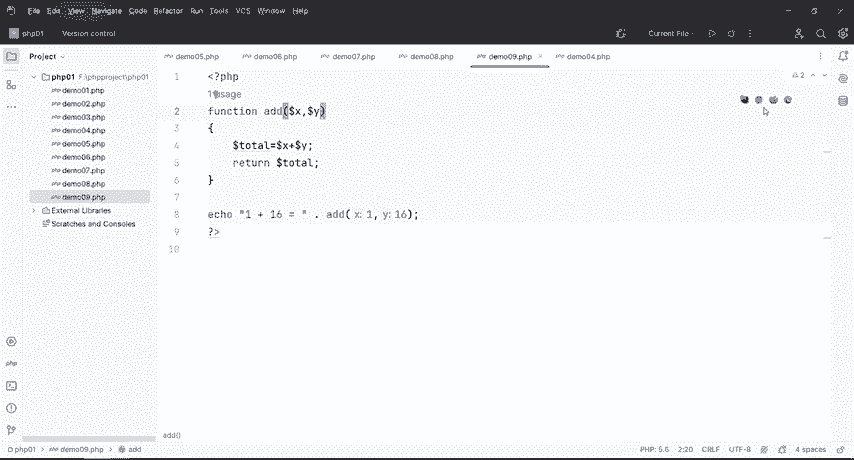 File Edit View Navigate Code Refactor Run Tools VCS Window Help
php01 Version control Current File
Project
demo05.php demo06.php demo07.php demo08.php demo09.php demo04.php
php01 F:\phpproject\php01
demo01.php
demo02.php
demo03.php
demo04.php
demo05.php
demo06.php
demo07.php
demo08.php
demo09.php
External Libraries
Scratches and Consoles
1 <?php
1 usage
2 function add($x,$y)
3 {
4 $total=$x+$y;
5 return $total;
6 }
7
8 echo "1 + 16 = " . add( x: 1, y: 16);
9 ?>
10
2
php
add()
php01 > demo09.php > add
PHP: 5.6 2:20 CRLF UTF-8 4 spaces